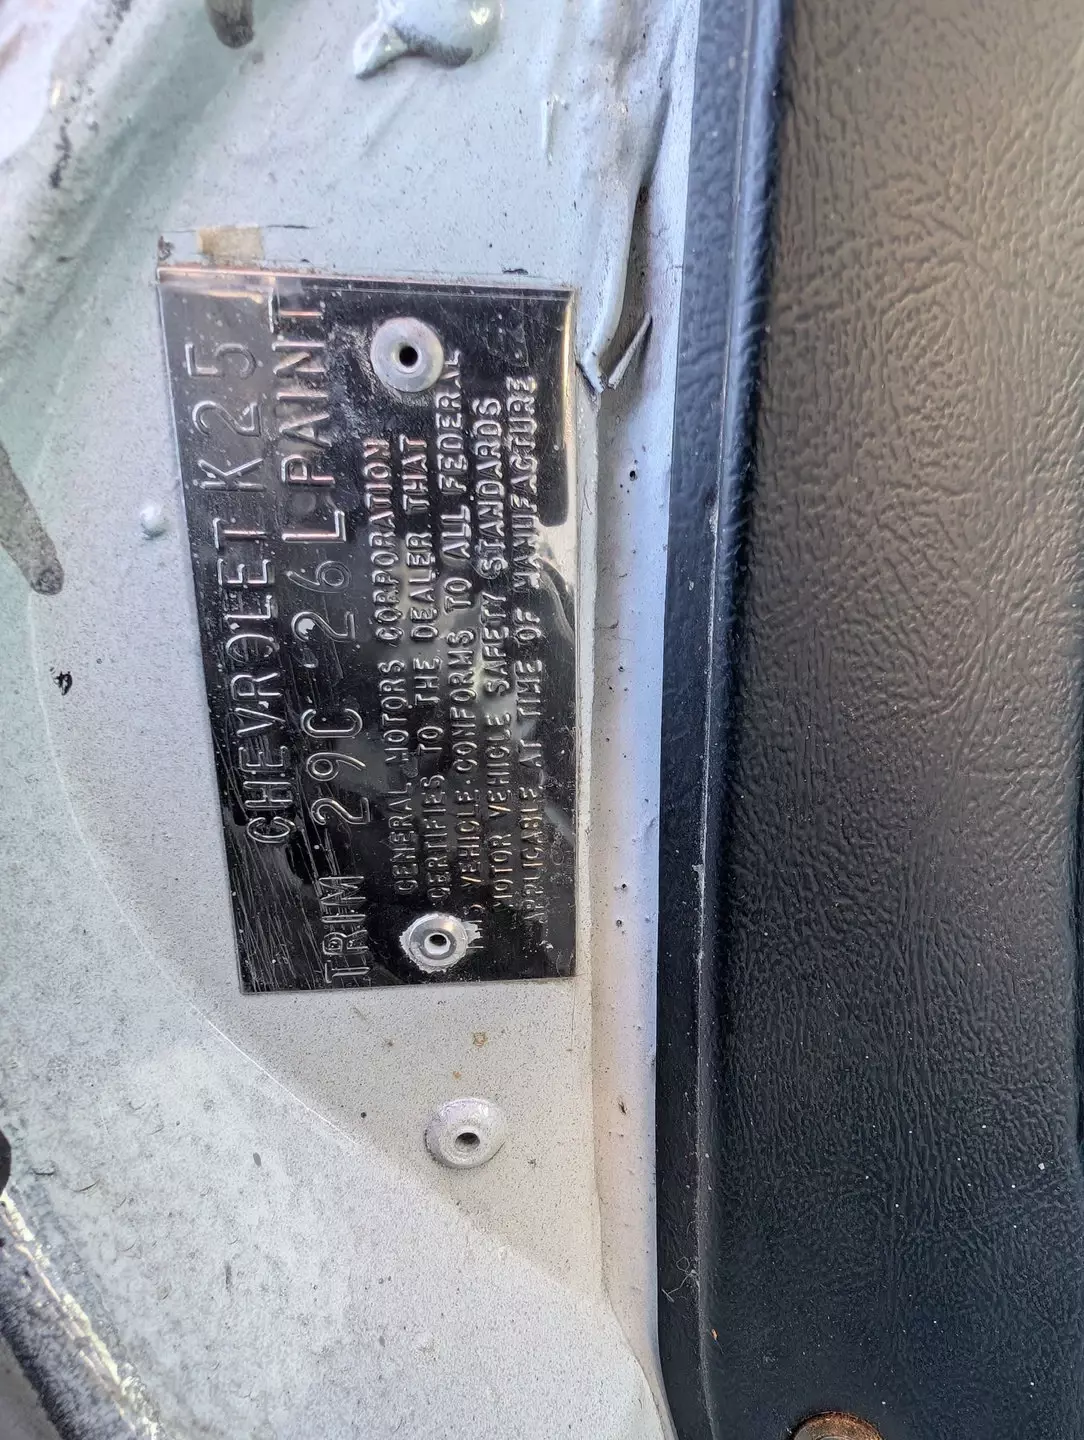 CHEVROLET K25
TRIM 29C 26L PAINT
GENERAL MOTORS CORPORATION
CERTIFIES TO THE DEALER THAT
THIS VEHICLE CONFORMS TO ALL FEDERAL
MOTOR VEHICLE SAFETY STANDARDS
APPLICABLE AT TIME OF MANUFACTURE